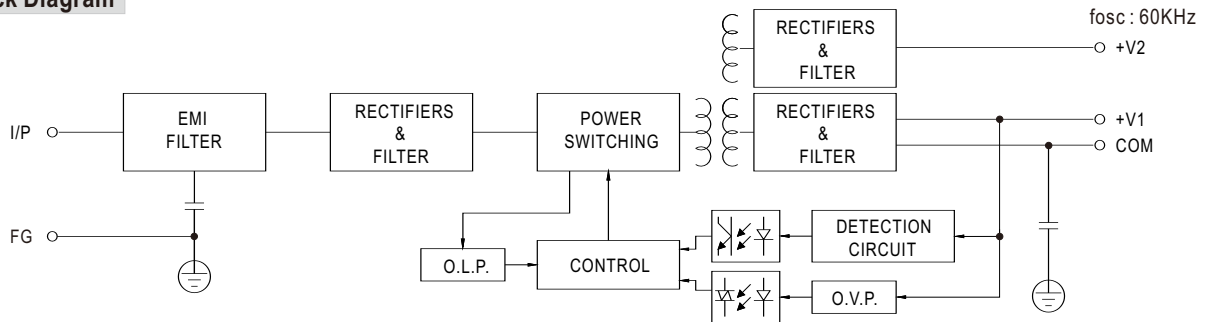 Diagram
fosc : 60KHz
RECTIFIERS
&
FILTER
+V2
I/P
EMI
FILTER
RECTIFIERS
&
FILTER
POWER
SWITCHING
RECTIFIERS
&
FILTER
+V1
COM
FG
O.L.P.
CONTROL
DETECTION
CIRCUIT
O.V.P.